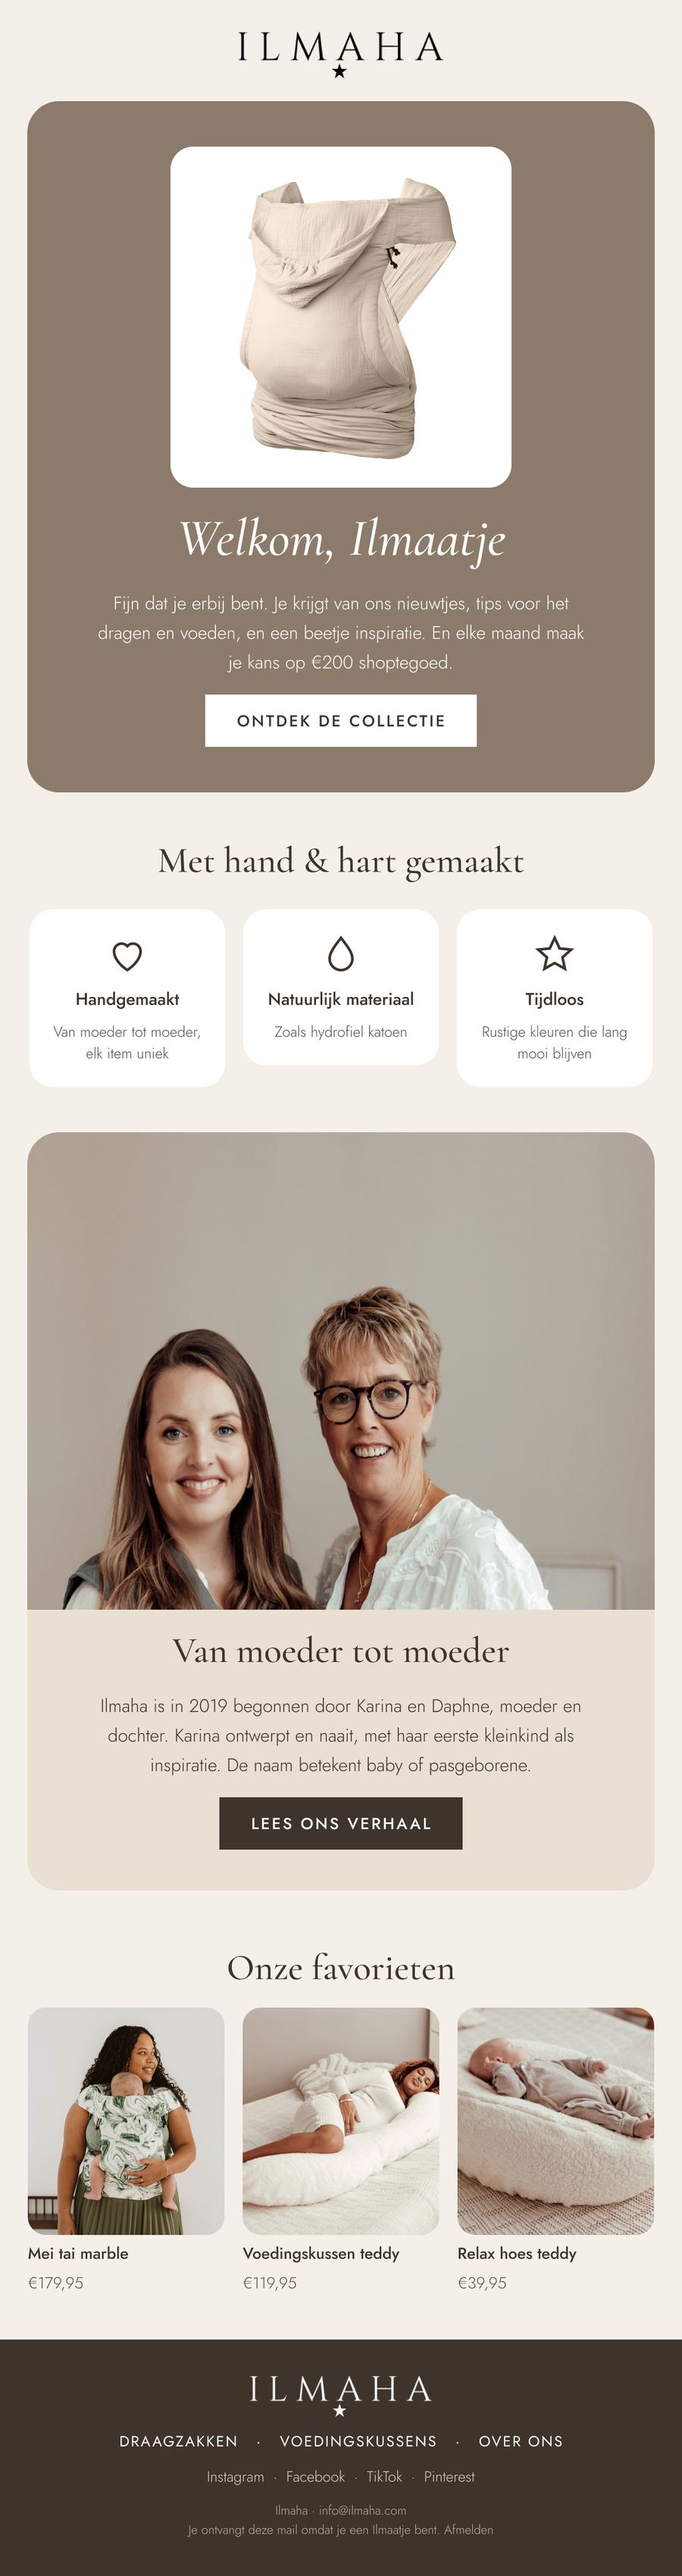 ILMAHA
Welkom, Ilmaatje
Fijn dat je erbij bent. Je krijgt van ons nieuwtjes, tips voor het
dragen en voeden, en een beetje inspiratie. En elke maand maak
je kans op €200 shoptegoed.
ONTDEK DE COLLECTIE
Met hand & hart gemaakt
Handgemaakt
Van moeder tot moeder,
elk item uniek
Natuurlijk materiaal
Zoals hydrofiel katoen
Tijdloos
Rustige kleuren die lang
mooi blijven
Van moeder tot moeder
Ilmaha is in 2019 begonnen door Karina en Daphne, moeder en
dochter. Karina ontwerpt en naait, met haar eerste kleinkind als
inspiratie. De naam betekent baby of pasgeborene.
LEES ONS VERHAAL
Onze favorieten
Mei tai marble
€179,95
Voedingskussen teddy
€119,95
Relax hoes teddy
€39,95
ILMAHA
DRAAGZAKKEN · VOEDINGSKUSSENS · OVER ONS
Instagram · Facebook · TikTok · Pinterest
Ilmaha · info@ilmaha.com
Je ontvangt deze mail omdat je een Ilmaatje bent. Afmelden